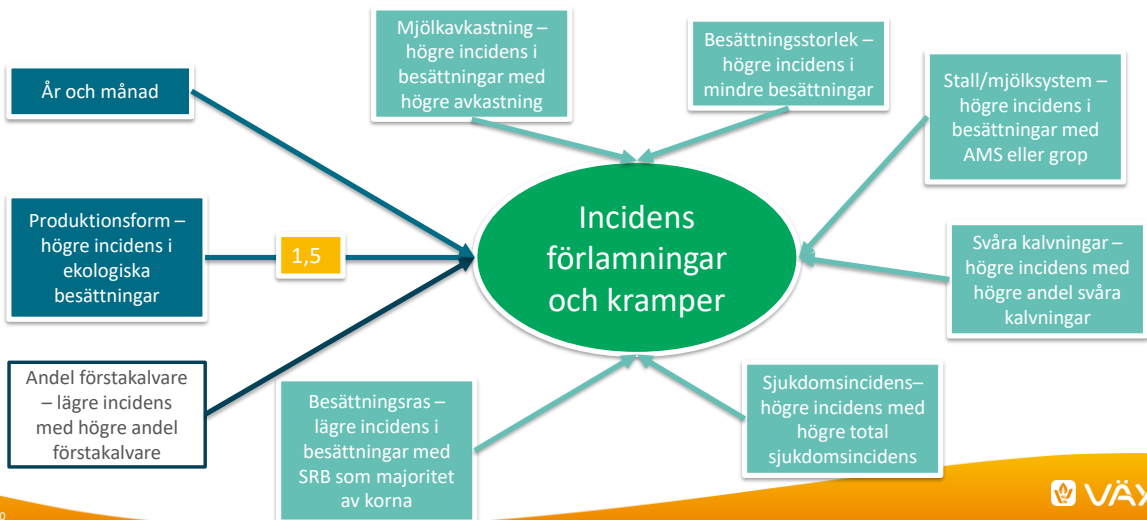 Mjölkavkastning –
högre incidens i
besättningar med
högre avkastning
Besättningsstorlek –
högre incidens i
mindre besättningar
År och månad
Stall/mjölksystem –
högre incidens i
besättningar med
AMS eller grop
Produktionsform –
högre incidens i
ekologiska
besättningar
1,5
Incidens
förlamningar
och kramper
Svåra kalvningar –
högre incidens med
högre andel svåra
kalvningar
Andel förstakalvare
– lägre incidens
med högre andel
förstakalvare
Besättningsras –
lägre incidens i
besättningar med
SRB som majoritet
av korna
Sjukdomsincidens–
högre incidens med
högre total
sjukdomsincidens
VÄX